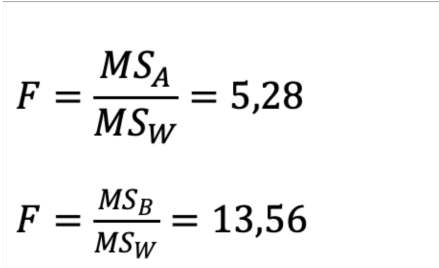 F = MS_A / MS_W = 5,28
F = MS_B / MS_W = 13,56